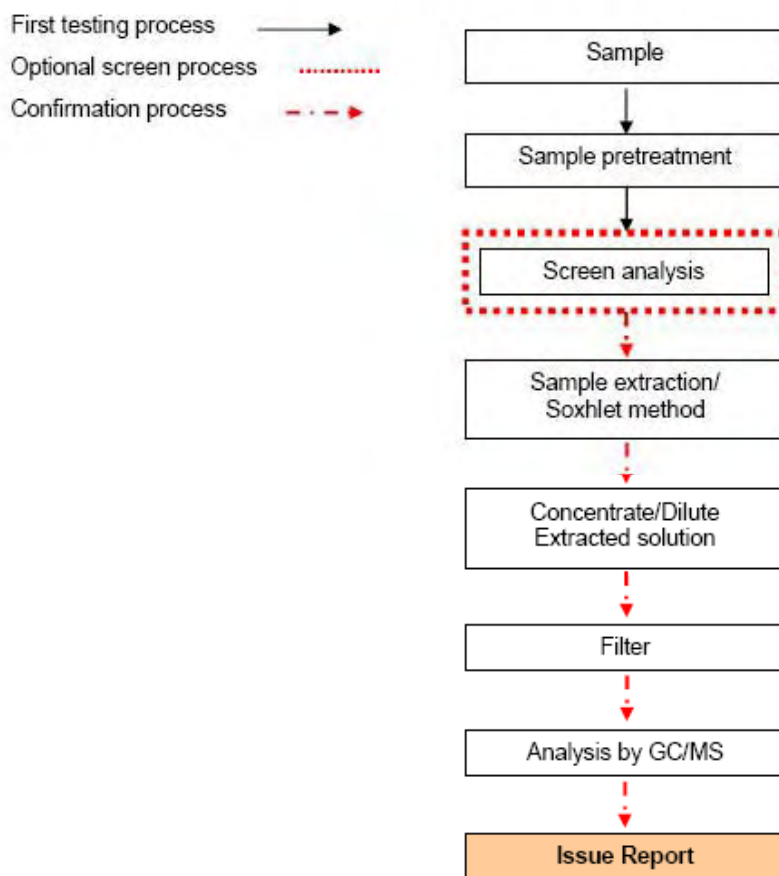 First testing process
Optional screen process
Confirmation process
Sample
Sample pretreatment
Screen analysis
Sample extraction/
Soxhlet method
Concentrate/Dilute
Extracted solution
Filter
Analysis by GC/MS
Issue Report